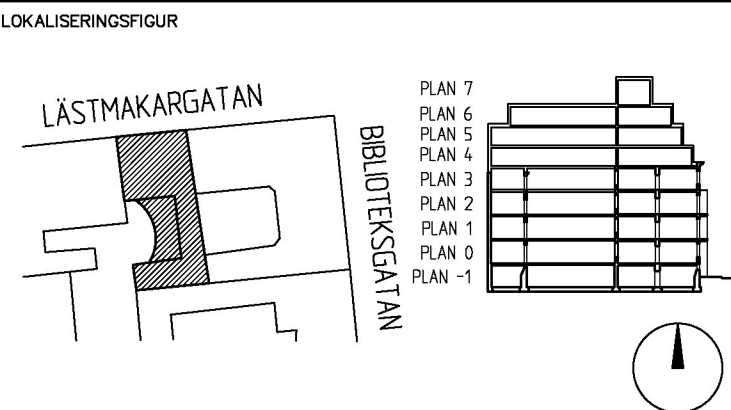 LOKALISERINGSFIGUR
LÄSTMAKARGATAN
BIBLIOTEKSGATAN
PLAN 7
PLAN 6
PLAN 5
PLAN 4
PLAN 3
PLAN 2
PLAN 1
PLAN 0
PLAN -1